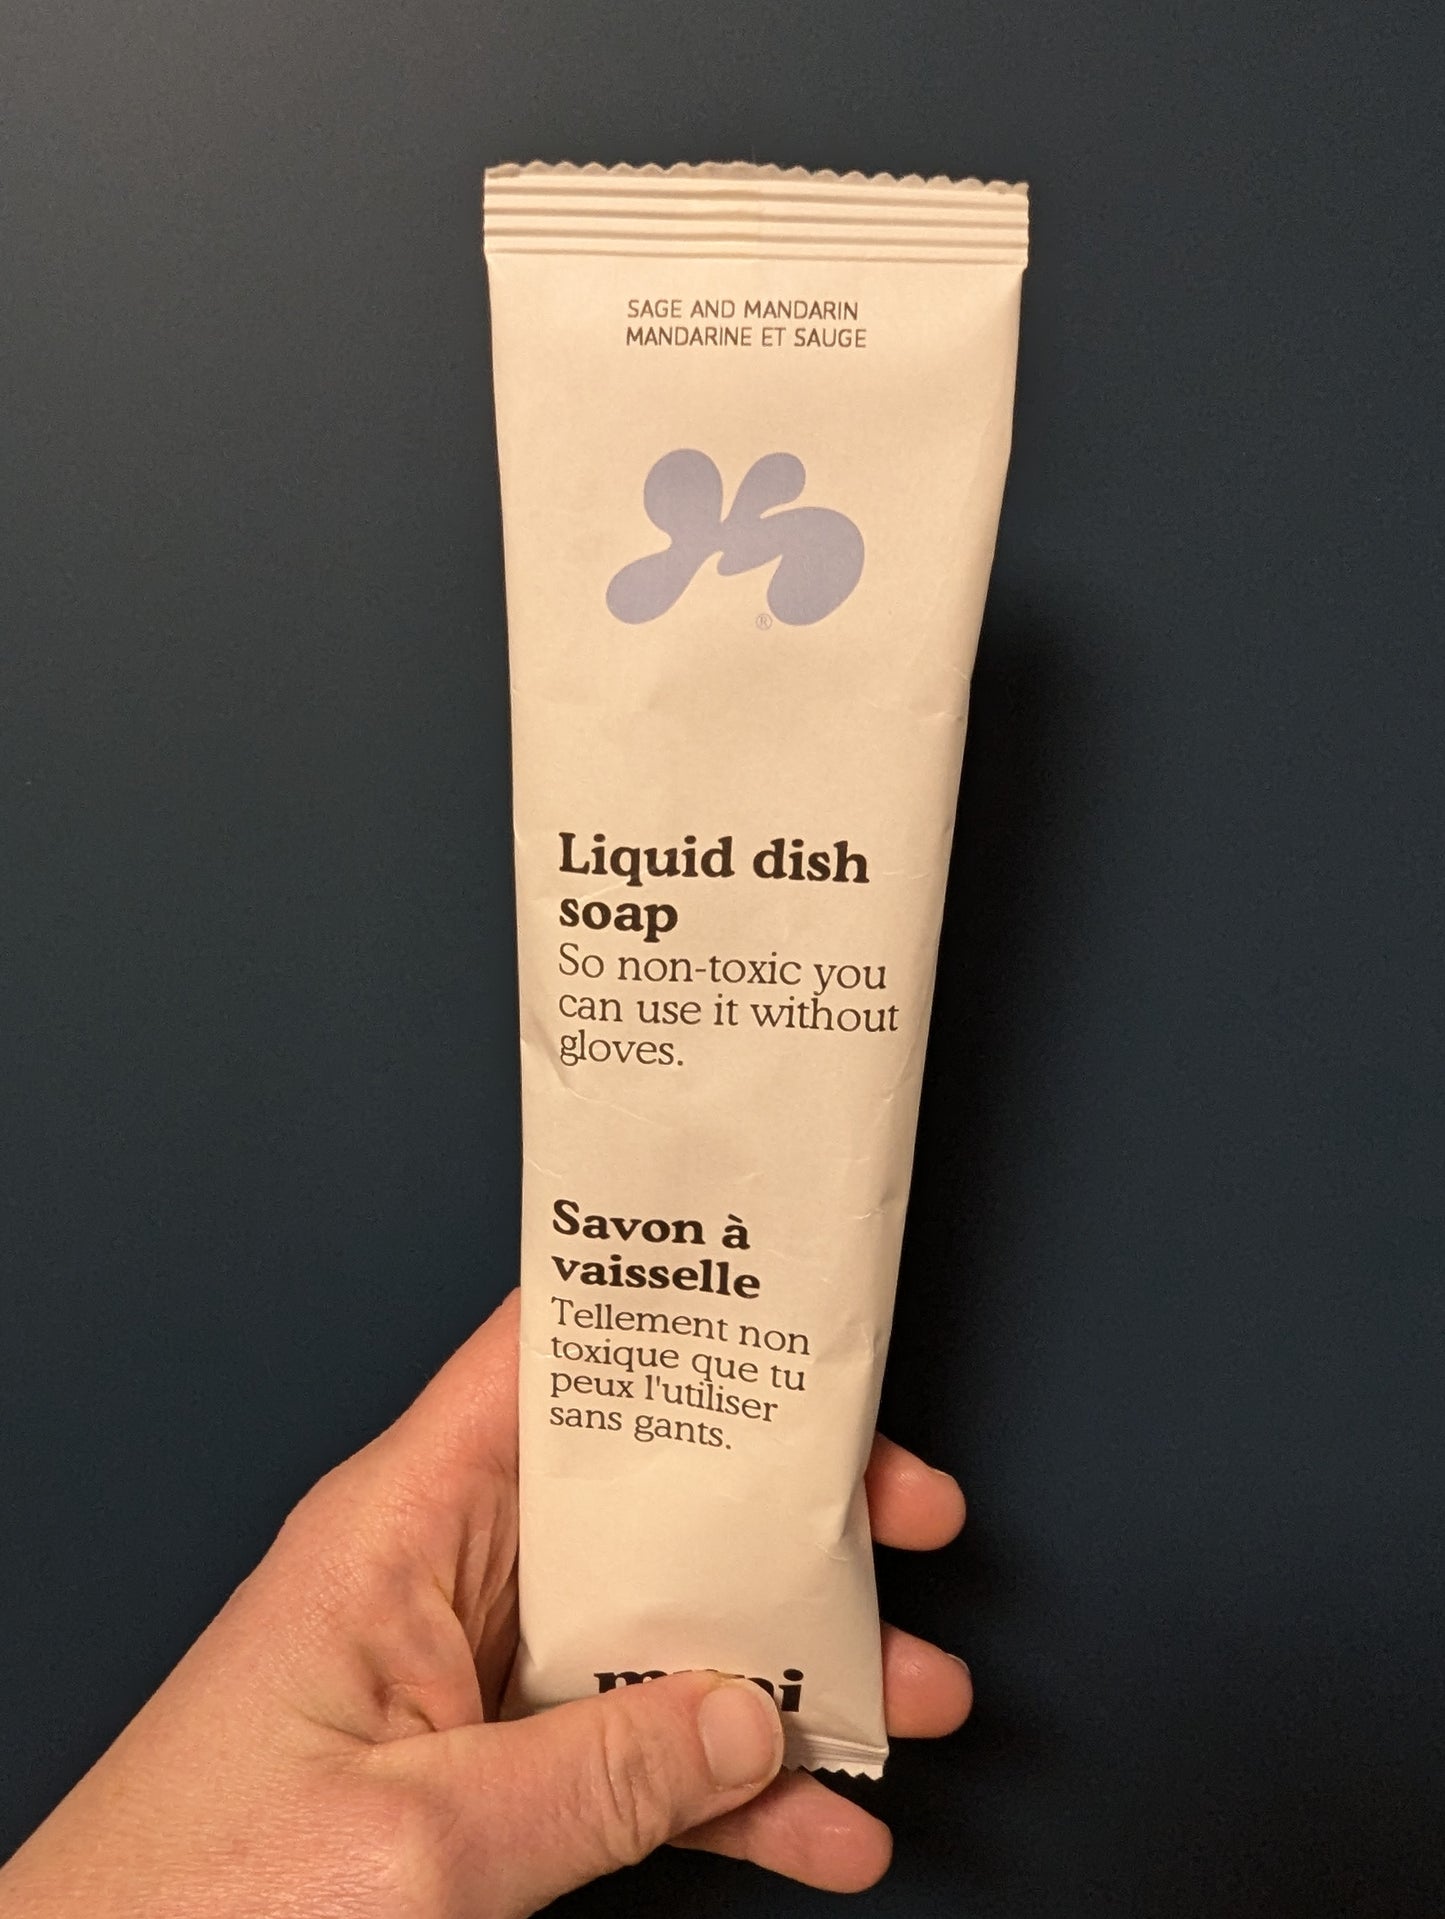 SAGE AND MANDARIN
MANDARINE ET SAUGE
®
Liquid dish
soap
So non-toxic you
can use it without
gloves.
Savon à
vaisselle
Tellement non
toxique que tu
peux l'utiliser
sans gants.